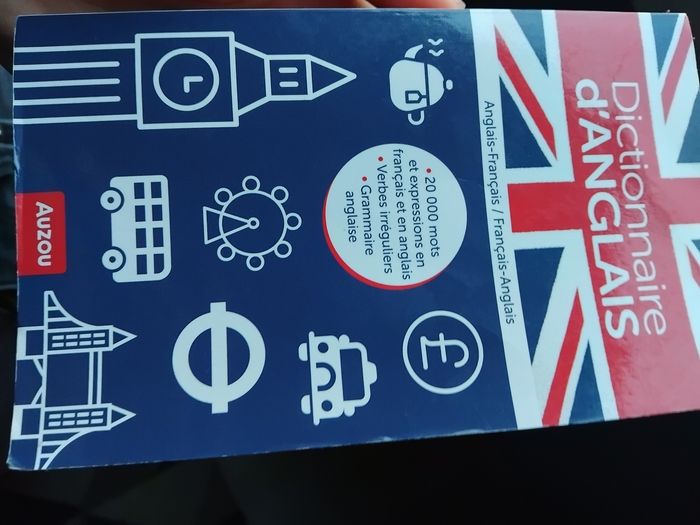 Dictionnaire
d'ANGLAIS
Anglais-Français / Français-Anglais
• 20 000 mots
et expressions en
français et en anglais
• Verbes irréguliers
• Grammaire
anglaise
£
Auzou